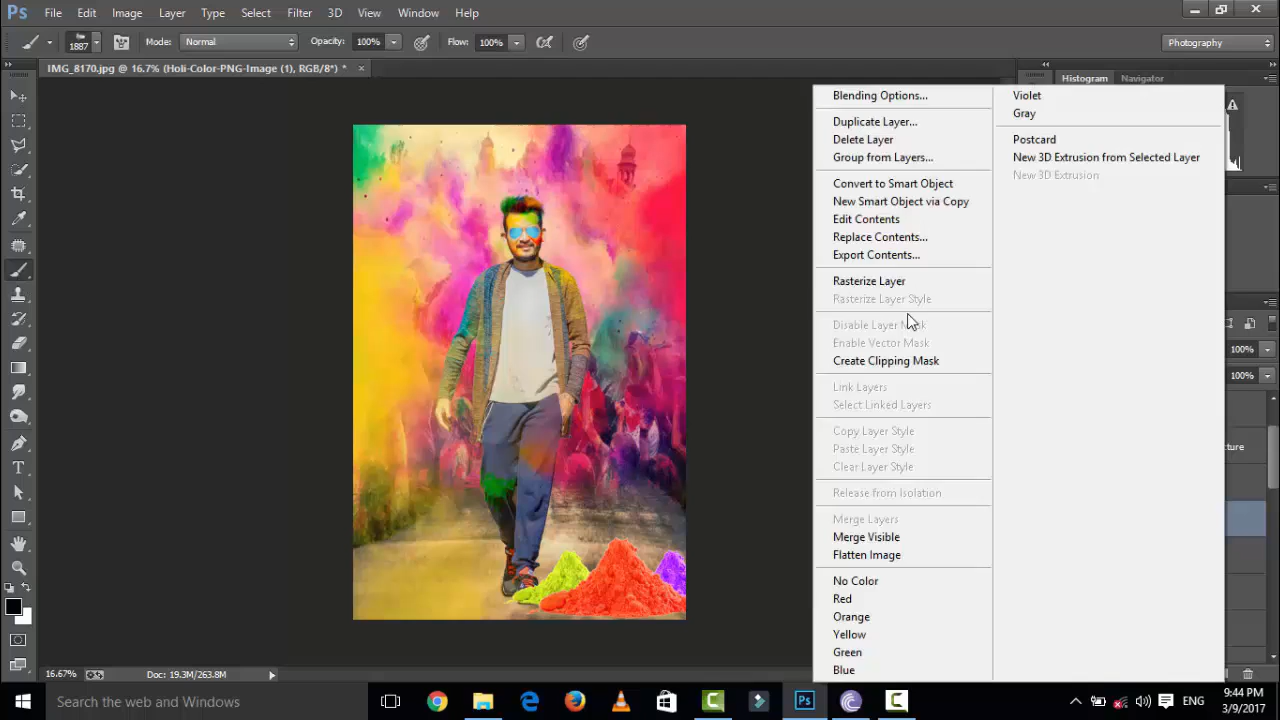 Ps File Edit Image Layer Type Select Filter 3D View Window Help
1887 Mode: Normal Opacity: 100% Flow: 100% Photography
IMG_8170.jpg @ 16.7% (Holi-Color-PNG-Image (1), RGB/8*) * ×
Histogram Navigator
Blending Options...
Duplicate Layer...
Delete Layer
Group from Layers...
Convert to Smart Object
New Smart Object via Copy
Edit Contents
Replace Contents...
Export Contents...
Rasterize Layer
Rasterize Layer Style
Disable Layer Mask
Enable Vector Mask
Create Clipping Mask
Link Layers
Select Linked Layers
Copy Layer Style
Paste Layer Style
Clear Layer Style
Release from Isolation
Merge Layers
Merge Visible
Flatten Image
No Color
Red
Orange
Yellow
Green
Blue
Violet
Gray
Postcard
New 3D Extrusion from Selected Layer
New 3D Extrusion
100%
100%
ture
16.67% Doc: 19.3M/263.8M
Search the web and Windows
Ps
ENG
9:44 PM
3/9/2017